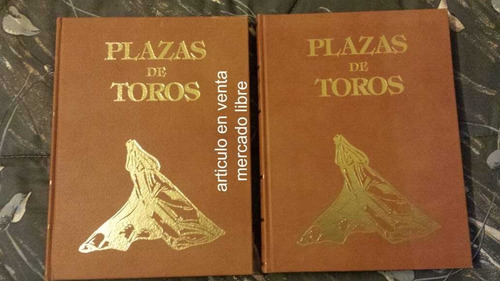 PLAZAS
DE
TOROS
articulo en venta
mercado libre
PLAZAS
DE
TOROS